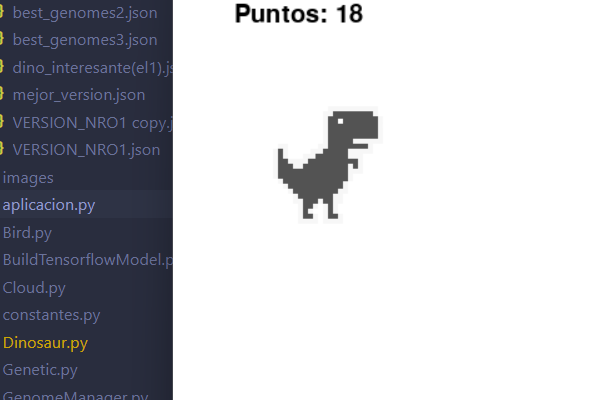 best_genomes2.json
best_genomes3.json
dino_interesante(el1).js
mejor_version.json
VERSION_NRO1 copy.j
VERSION_NRO1.json
images
aplicacion.py
Bird.py
BuildTensorflowModel.p
Cloud.py
constantes.py
Dinosaur.py
Genetic.py
GenomeManager.py
Puntos: 18